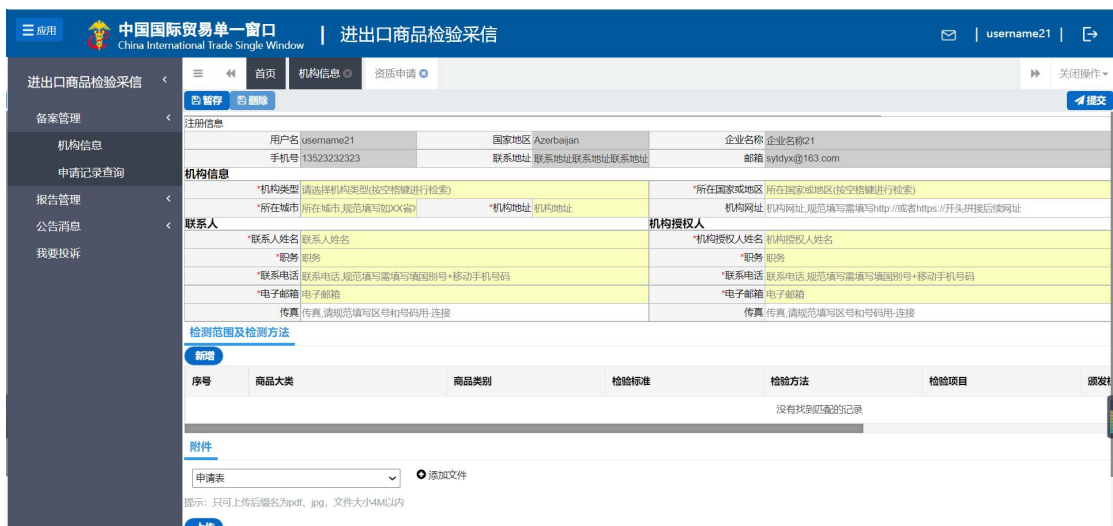 应用
中国国际贸易单一窗口 | 进出口商品检验采信
China International Trade Single Window
username21
进出口商品检验采信
首页 机构信息 资质申请 关闭操作
暂存 删除 提交
备案管理
机构信息
申请记录查询
报告管理
公告消息
我要投诉
注册信息
用户名 username21 国家地区 Azerbaijan 企业名称 企业名称21
手机号 13523232323 联系地址 联系地址联系地址联系地址 邮箱 sytdyx@163.com
机构信息
*机构类型 请选择机构类型(按空格键进行检索) *所在国家或地区 所在国家或地区(按空格键进行检索)
*所在城市 所在城市,规范填写如XX省 *机构地址 机构地址 机构网址 机构网址,规范填写需填写http://或者https://开头拼接后续网址
联系人 机构授权人
*联系人姓名 联系人姓名 *机构授权人姓名 机构授权人姓名
*职务 职务 *职务 职务
*联系电话 联系电话,规范填写需填写填国别号+移动手机号码 *联系电话 联系电话,规范填写需填写填国别号+移动手机号码
*电子邮箱 电子邮箱 *电子邮箱 电子邮箱
传真 传真,请规范填写区号和号码用-连接 传真 传真,请规范填写区号和号码用-连接
检测范围及检测方法
新增
序号 商品大类 商品类别 检验标准 检验方法 检验项目 颁发
没有找到匹配的记录
附件
申请表 添加文件
提示：只可上传后缀名为pdf、jpg，文件大小4M以内
上传